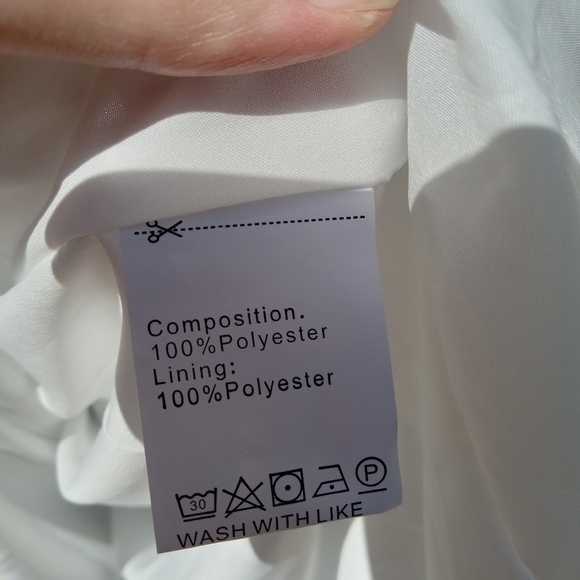 Composition.
100%Polyester
Lining:
100%Polyester
30 P
WASH WITH LIKE